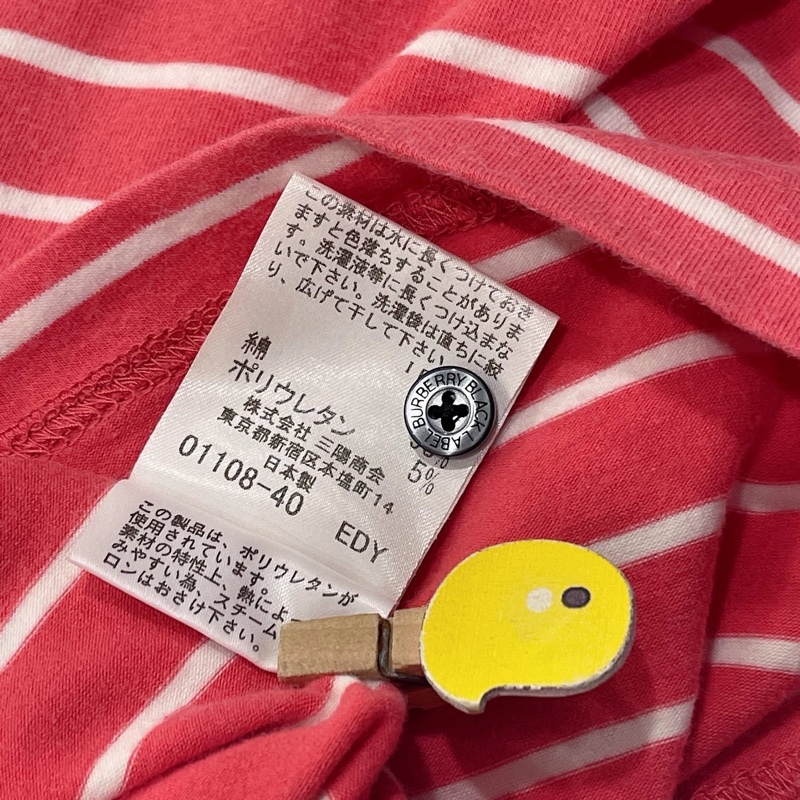 この素材は水に長くつけておき
ますと色落ちすることがありま
す。洗濯液等に長くつけ込まな
いで下さい。洗濯後は直ちに絞
り、広げて干して下さい。
綿
ポリウレタン
5%
株式会社 三陽商会
東京都新宿区本塩町14
日本製
01108-40
EDY
BURBERRY BLACK LABEL
この製品は、ポリウレタンが
使用されています。
素材の特性上、熱によ
みやすい為、スチーム
ロンはおさけ下さい。